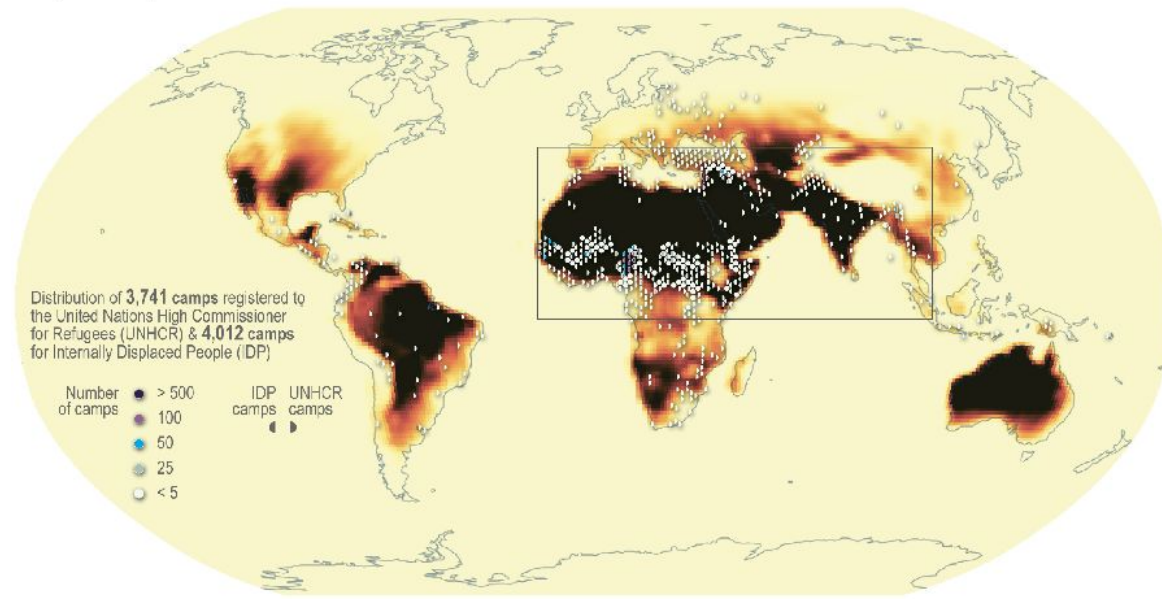 Distribution of 3,741 camps registered to
the United Nations High Commissioner
for Refugees (UNHCR) & 4,012 camps
for Internally Displaced People (IDP)
Number
of camps
> 500
100
50
25
< 5
IDP
camps
UNHCR
camps